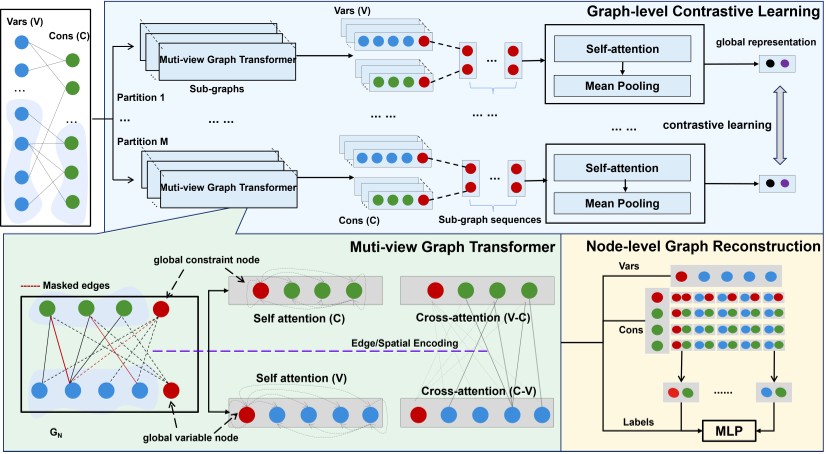 Vars (V)
Cons (C)
...
...
Partition 1
...
Partition M
Graph-level Contrastive Learning
Muti-view Graph Transformer
Sub-graphs
... ...
Muti-view Graph Transformer
Vars (V)
...
... ...
...
Cons (C)
Sub-graph sequences
Self-attention
Mean Pooling
... ...
Self-attention
Mean Pooling
global representation
contrastive learning
Muti-view Graph Transformer
global constraint node
Masked edges
Self attention (C)
Cross-attention (V-C)
Edge/Spatial Encoding
Self attention (V)
Cross-attention (C-V)
G_N
global variable node
Node-level Graph Reconstruction
Vars
Cons
......
Labels
MLP